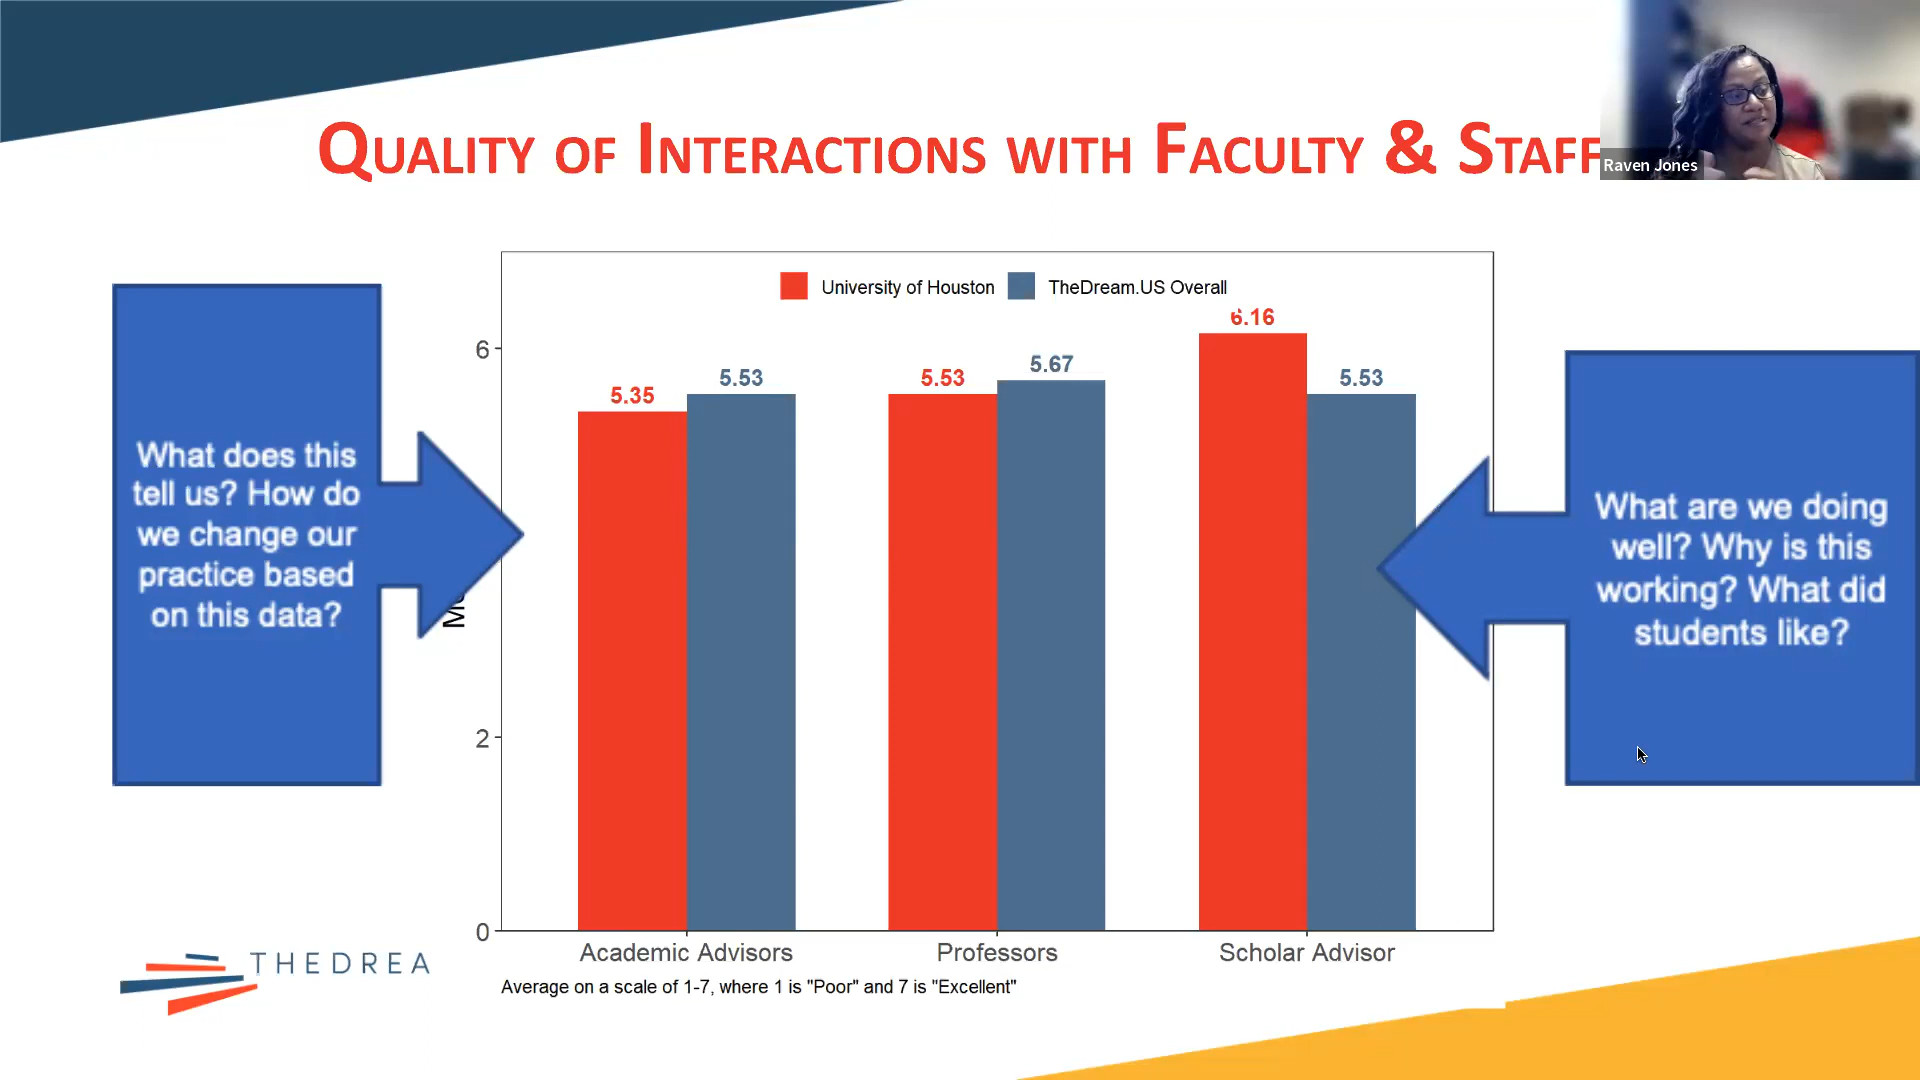 QUALITY OF INTERACTIONS WITH FACULTY & STAFF
Raven Jones
University of Houston
TheDream.US Overall
What does this
tell us? How do
we change our
practice based
on this data?
What are we doing
well? Why is this
working? What did
students like?
6
2
0
5.35
5.53
5.53
5.67
6.16
5.53
Academic Advisors
Professors
Scholar Advisor
Average on a scale of 1-7, where 1 is "Poor" and 7 is "Excellent"
THEDREA